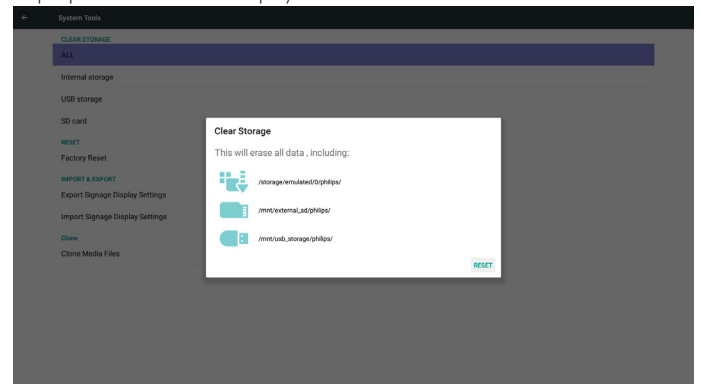 System Tools
CLEAR STORAGE
ALL
Internal storage
USB storage
SD card
RESET
Factory Reset
IMPORT & EXPORT
Export Signage Display Settings
Import Signage Display Settings
Clone
Clone Media Files
Clear Storage
This will erase all data , including:
/storage/emulated/0/philips/
/mnt/external_sd/philips/
/mnt/usb_storage/philips/
RESET